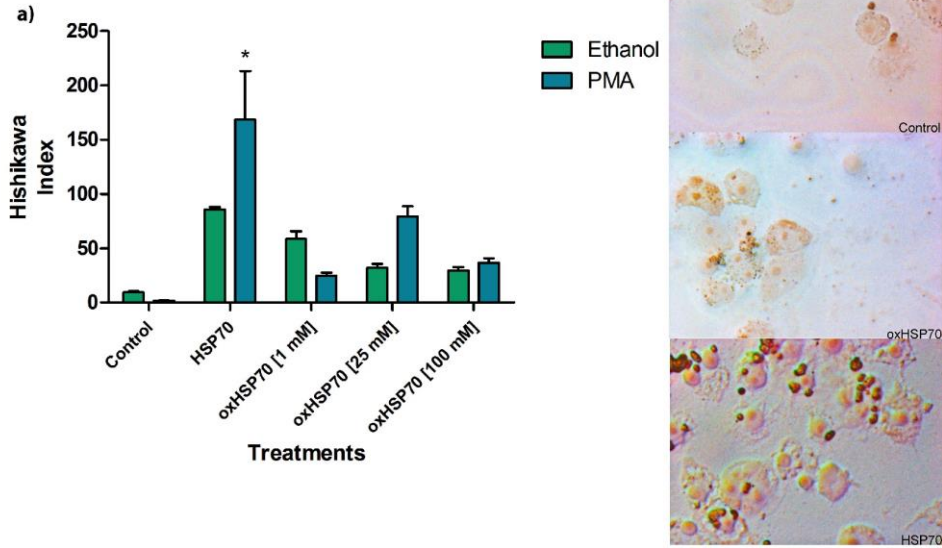 a)
250
200
150
100
50
0
Hishikawa
Index
*
Ethanol
PMA
Control
HSP70
oxHSP70 [1 mM]
oxHSP70 [25 mM]
oxHSP70 [100 mM]
Treatments
Control
oxHSP70
HSP70